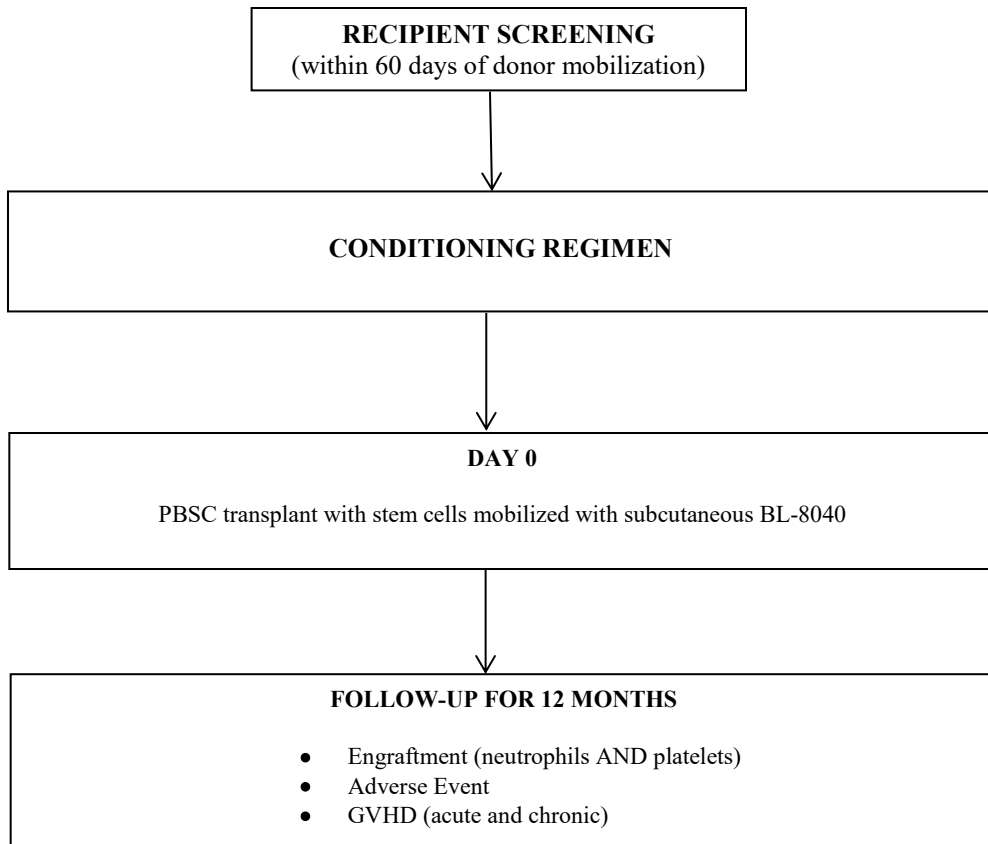 RECIPIENT SCREENING
(within 60 days of donor mobilization)
CONDITIONING REGIMEN
DAY 0
PBSC transplant with stem cells mobilized with subcutaneous BL-8040
FOLLOW-UP FOR 12 MONTHS
● Engraftment (neutrophils AND platelets)
● Adverse Event
● GVHD (acute and chronic)